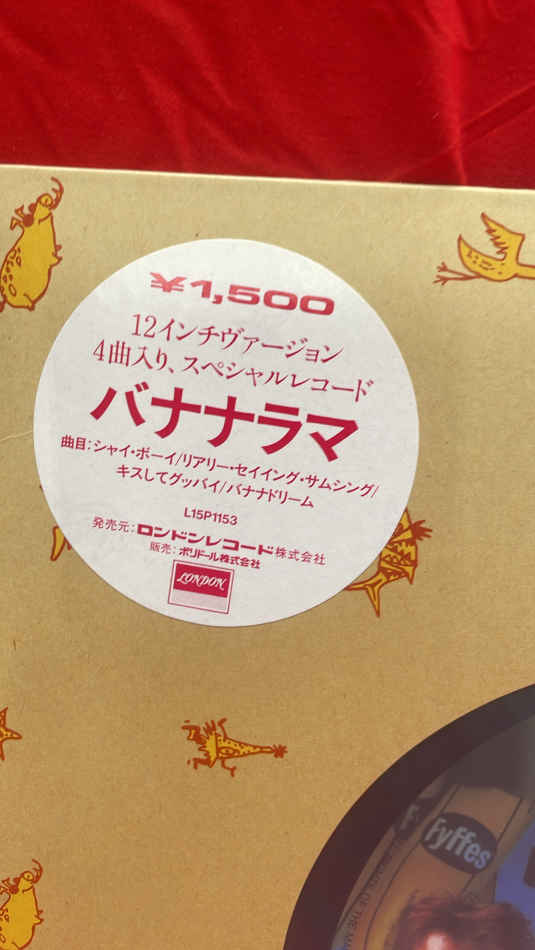 ¥1,500
12インチヴァージョン
4曲入り、スペシャルレコード
バナナラマ
曲目:シャイ・ボーイ/リアリー・セイイング・サムシング/
キスしてグッバイ/バナナドリーム
L15P1153
発売元:ロンドンレコード株式会社
販売:ポリドール株式会社
LONDON
Fyffes